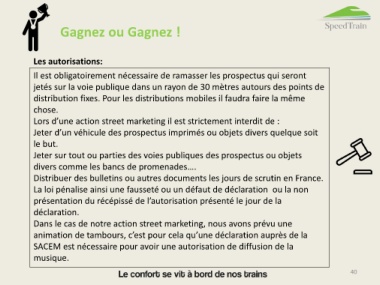 Gagnez ou Gagnez !
SpeedTrain
Les autorisations:
Il est obligatoirement nécessaire de ramasser les prospectus qui seront
jetés sur la voie publique dans un rayon de 30 mètres autours des points de
distribution fixes. Pour les distributions mobiles il faudra faire la même
chose.
Lors d'une action street marketing il est strictement interdit de :
Jeter d'un véhicule des prospectus imprimés ou objets divers quelque soit
le but.
Jeter sur tout ou parties des voies publiques des prospectus ou objets
divers comme les bancs de promenades....
Distribuer des bulletins ou autres documents les jours de scrutin en France.
La loi pénalise ainsi une fausseté ou un défaut de déclaration ou la non
présentation du récépissé de l'autorisation présenté le jour de la
déclaration.
Dans le cas de notre action street marketing, nous avons prévu une
animation de tambours, c'est pour cela qu'une déclaration auprès de la
SACEM est nécessaire pour avoir une autorisation de diffusion de la
musique.
Le confort se vit à bord de nos trains
40